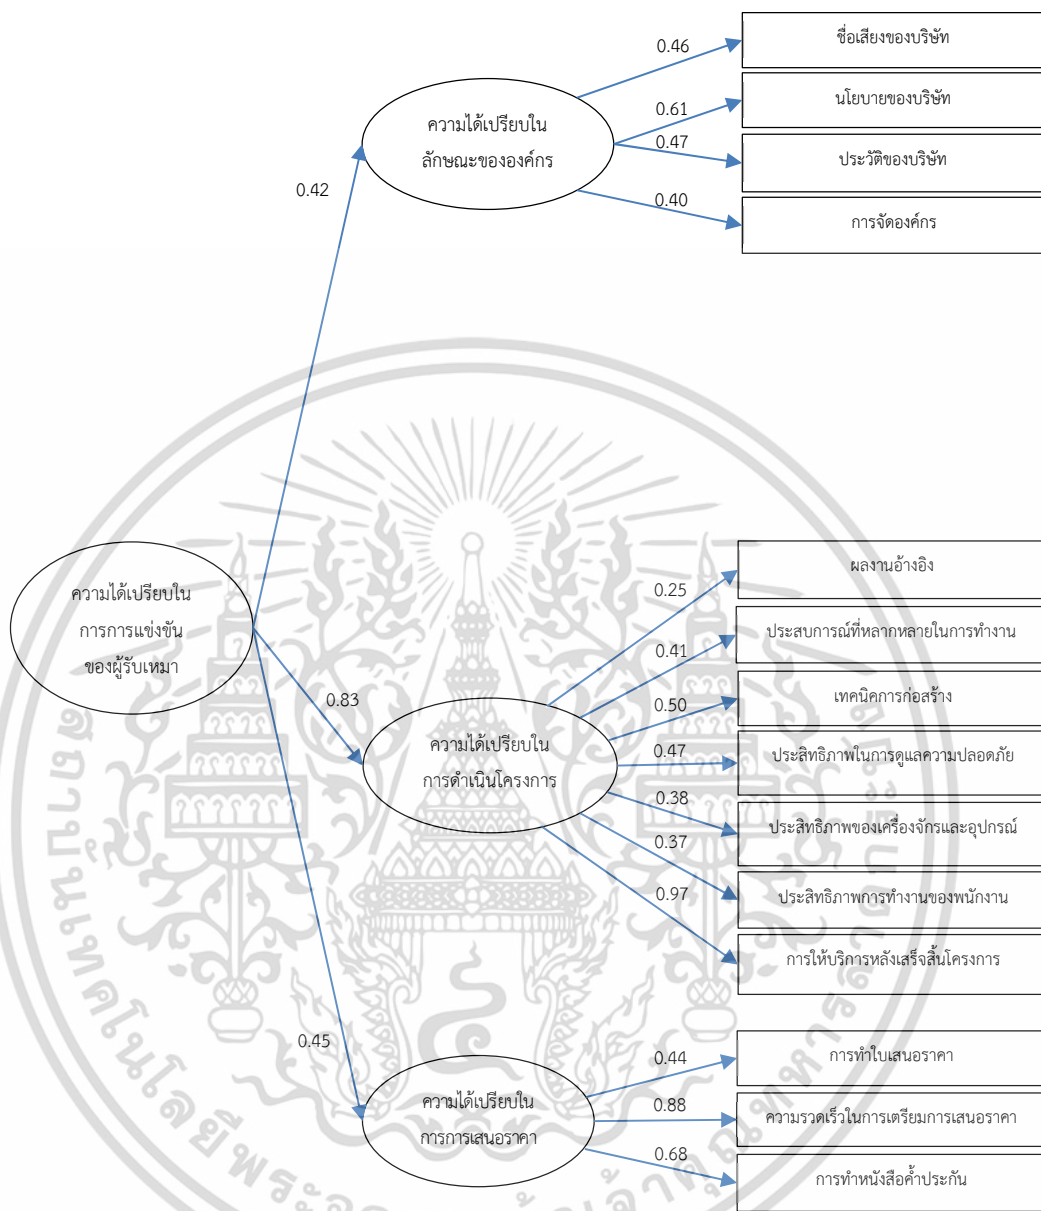 0.46
ชื่อเสียงของบริษัท
ความได้เปรียบใน
ลักษณะขององค์กร
0.61
นโยบายของบริษัท
0.47
ประวัติของบริษัท
0.40
การจัดองค์กร
0.42
ความได้เปรียบใน
การการแข่งขัน
ของผู้รับเหมา
0.83
ความได้เปรียบใน
การดำเนินโครงการ
0.25
ผลงานอ้างอิง
0.41
ประสบการณ์ที่หลากหลายในการทำงาน
0.50
เทคนิคการก่อสร้าง
0.47
ประสิทธิภาพในการดูแลความปลอดภัย
0.38
ประสิทธิภาพของเครื่องจักรและอุปกรณ์
0.37
ประสิทธิภาพการทำงานของพนักงาน
0.97
การให้บริการหลังเสร็จสิ้นโครงการ
0.45
ความได้เปรียบใน
การการเสนอราคา
0.44
การทำใบเสนอราคา
0.88
ความรวดเร็วในการเตรียมการเสนอราคา
0.68
การทำหนังสือค้ำประกัน